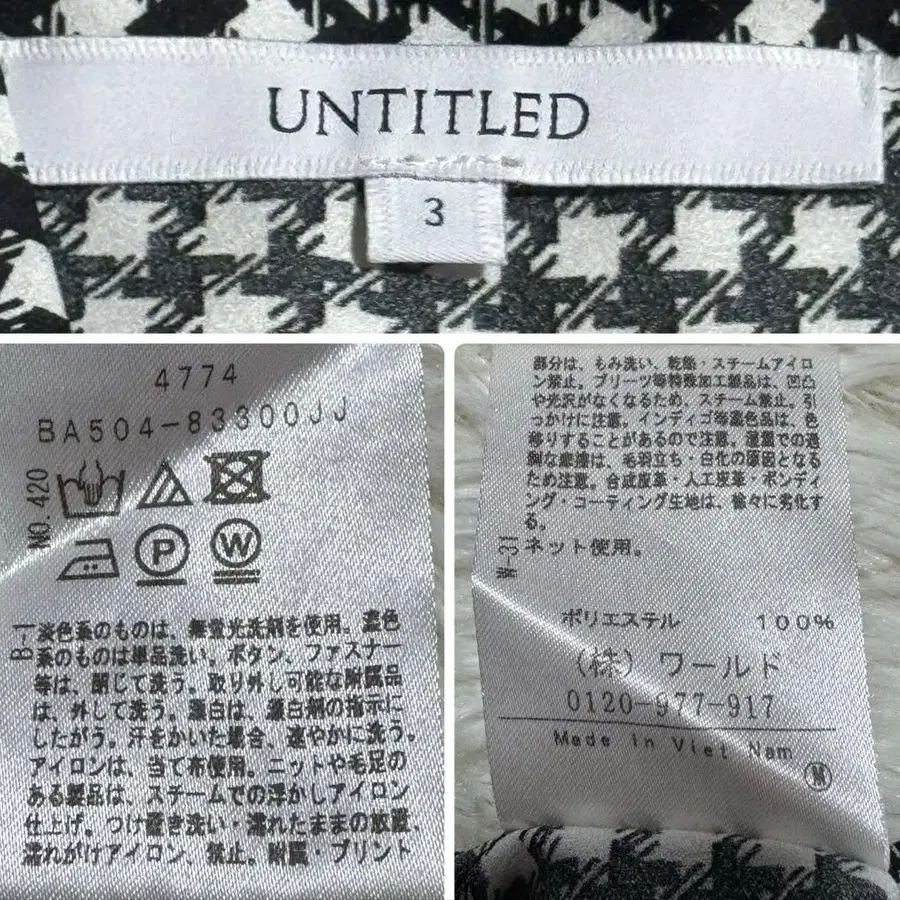 UNTITLED
3
4774
BA504-83300JJ
NO.420
P
W
B-1
淡色系のものは、無蛍光洗剤を使用。濃色
系のものは単品洗い。ボタン、ファスナー
等は、閉じて洗う。取り外し可能な附属品
は、外して洗う。漂白は、漂白剤の指示に
したがう。汗をかいた場合、速やかに洗う。
アイロンは、当て布使用。ニットや毛足の
ある製品は、スチームでの浮かしアイロン
仕上げ。つけ置き洗い・濡れたままの放置、
濡れがけアイロン、禁止。附属・プリント
部分は、もみ洗い、乾燥・スチームアイロ
ン禁止。プリーツ等特殊加工製品は、凹凸
や光沢がなくなるため、スチーム禁止。引
っかけに注意。インディゴ等濃色品は、色
移りすることがあるので注意。湿潤での過
剰な摩擦は、毛羽立ち・白化の原因となる
ため注意。合成皮革・人工皮革・ボンディ
ング・コーティング生地は、徐々に劣化す
る。
W-31
ネット使用。
ポリエステル 100%
(株) ワールド
0120-977-917
Made in Viet Nam
M